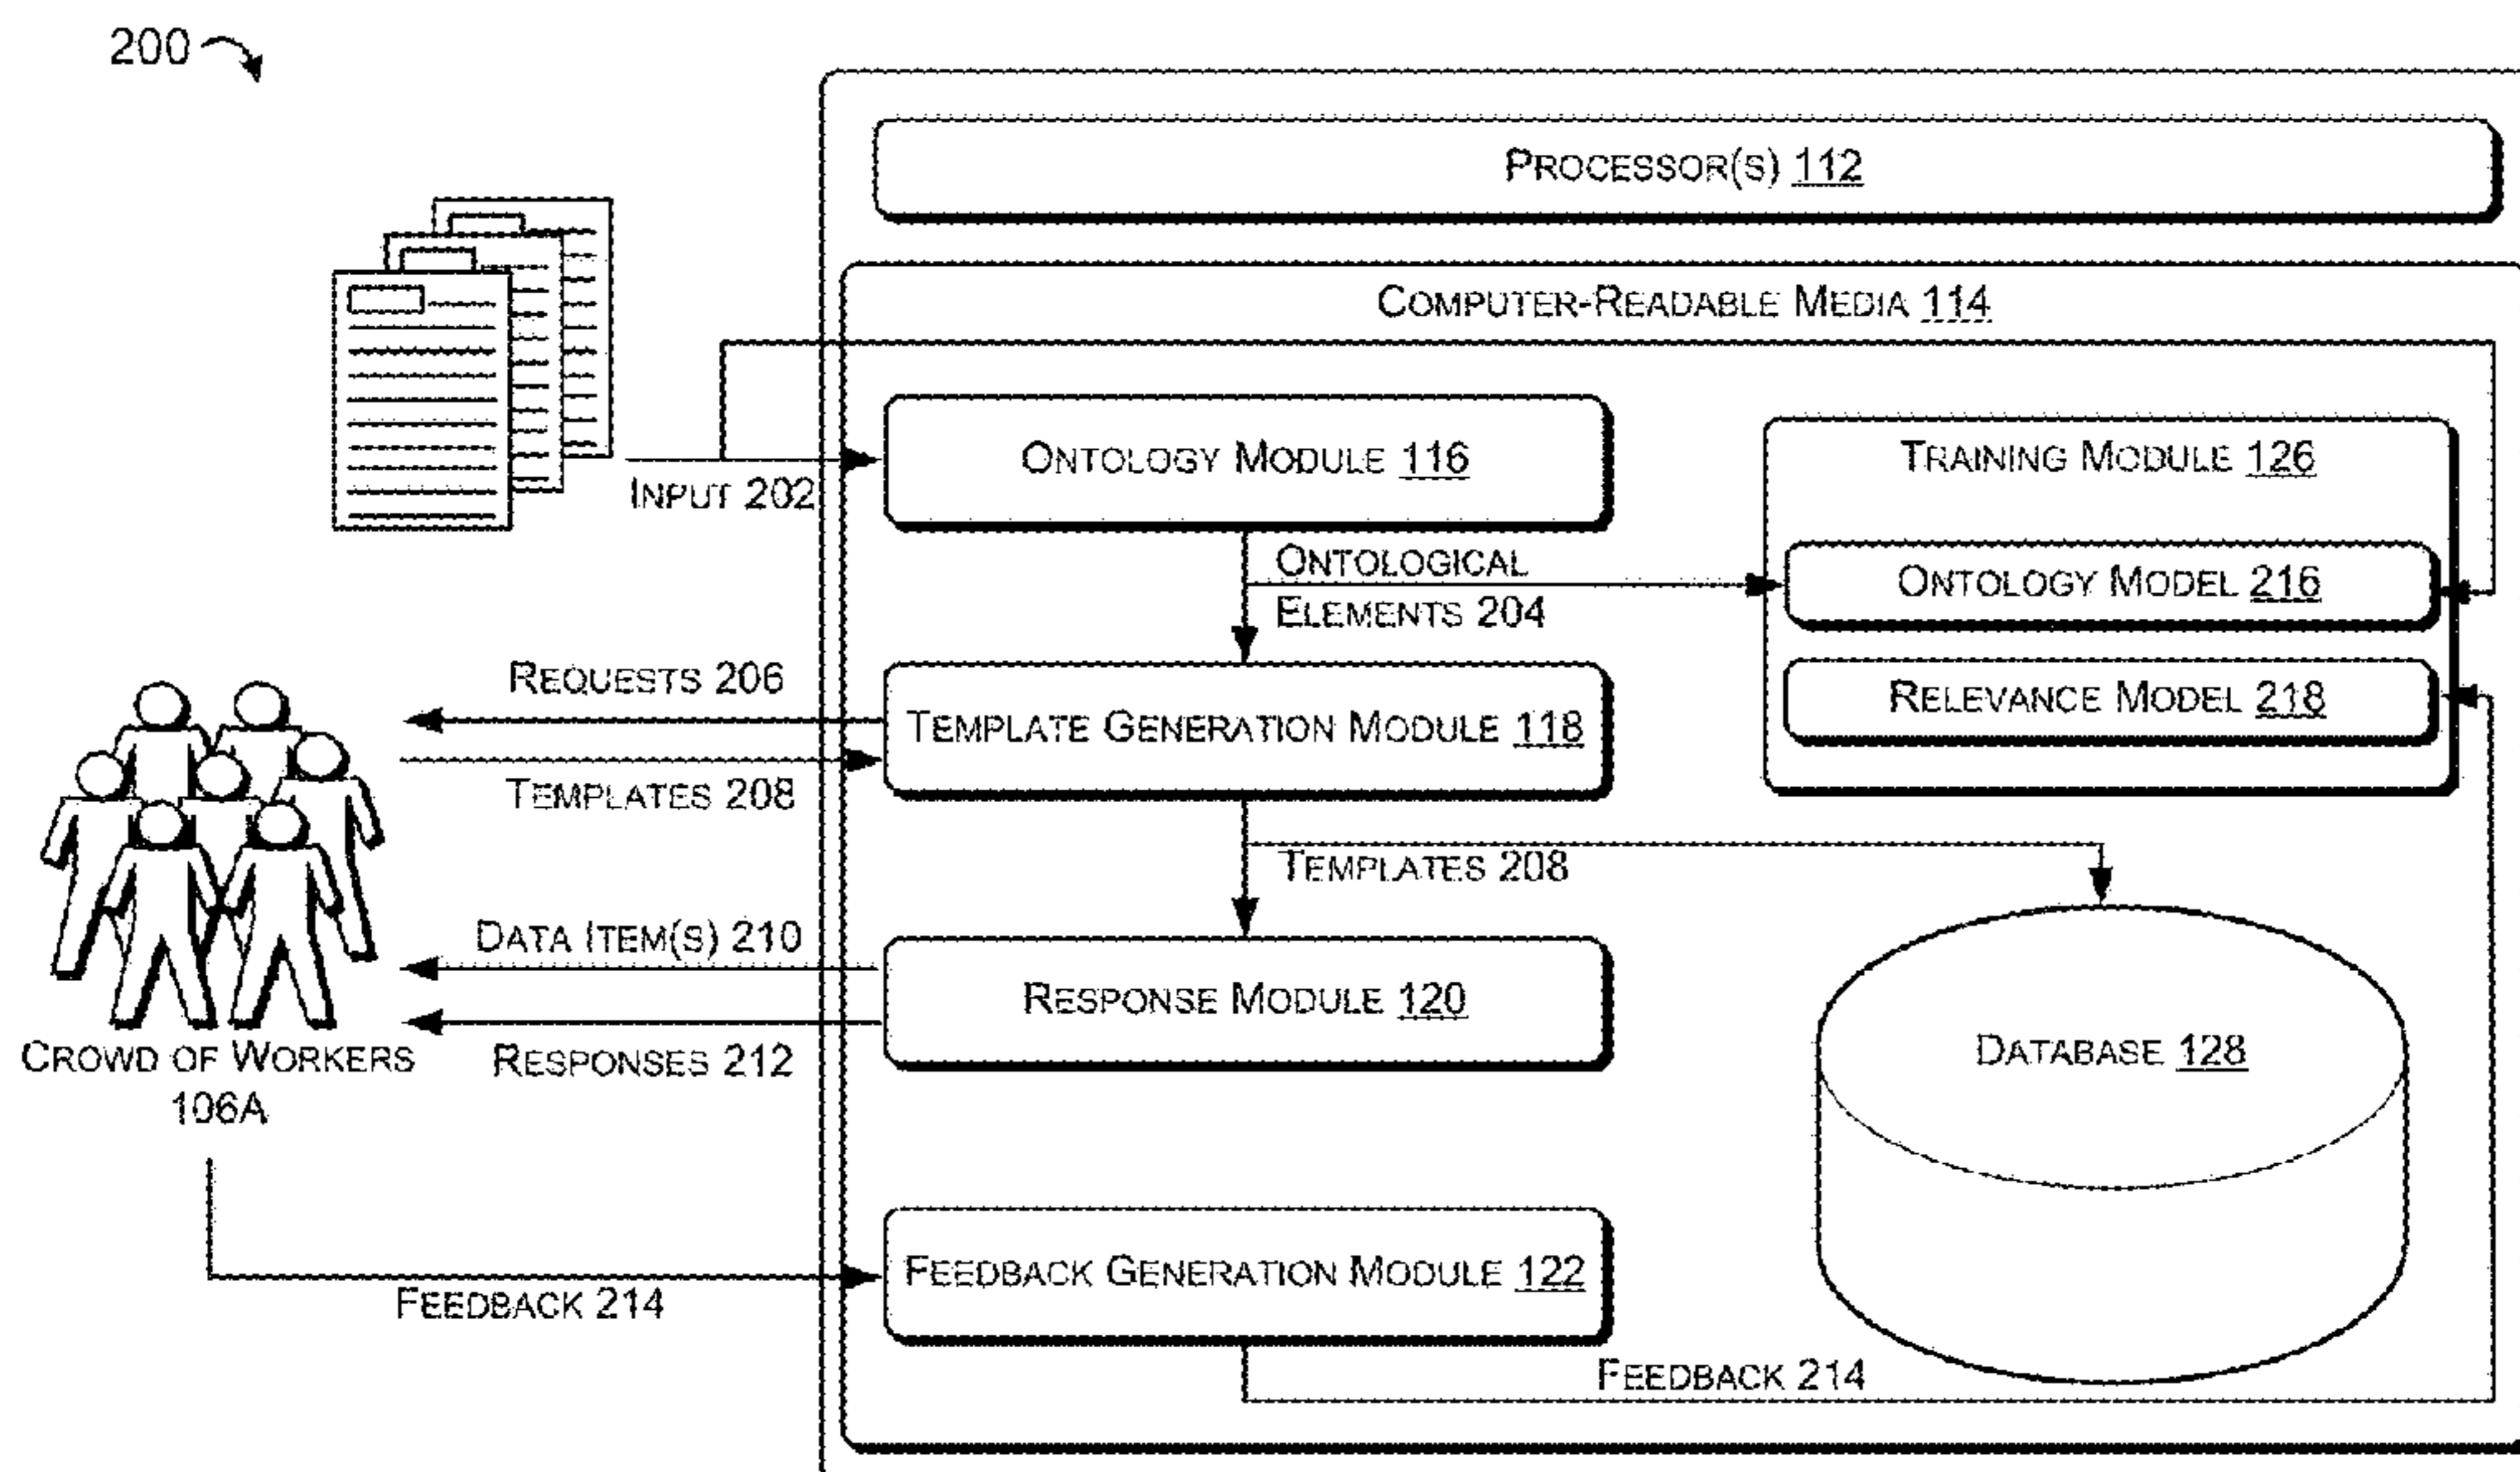 200
PROCESSOR(S) 112
COMPUTER-READABLE MEDIA 114
ONTOLOGY MODULE 116
TRAINING MODULE 126
INPUT 202
ONTOLOGICAL
ELEMENTS 204
ONTOLOGY MODEL 216
REQUESTS 206
TEMPLATE GENERATION MODULE 118
RELEVANCE MODEL 218
TEMPLATES 208
TEMPLATES 208
DATA ITEM(S) 210
RESPONSE MODULE 120
RESPONSES 212
CROWD OF WORKERS
106A
DATABASE 128
FEEDBACK GENERATION MODULE 122
FEEDBACK 214
FEEDBACK 214